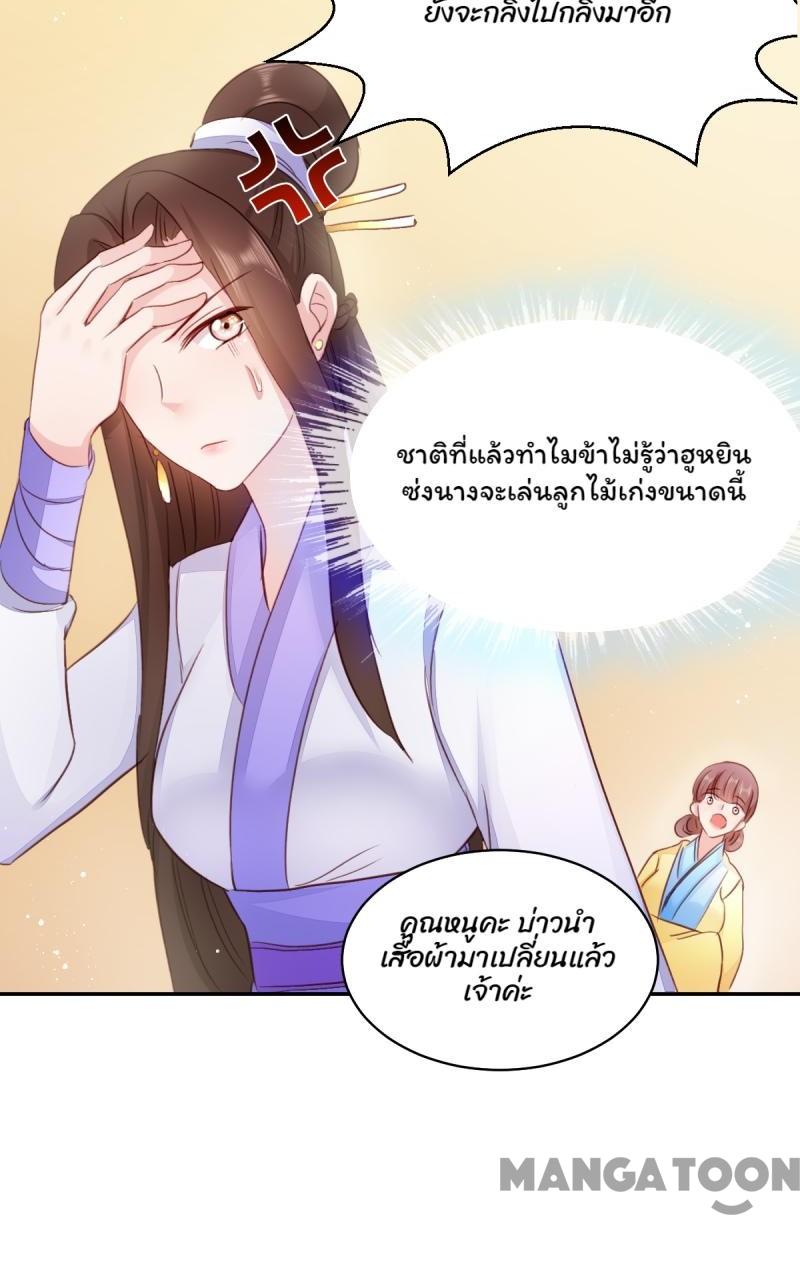 ยังจะกลิ้งไปกลิ้งมาอีก
ชาติที่แล้วทำไมข้าไม่รู้ว่าฮูหยิน
ซ่งนางจะเล่นลูกไม้เก่งขนาดนี้
คุณหนูคะ บ่าวนำ
เสื้อผ้ามาเปลี่ยนแล้ว
เจ้าค่ะ
MANGATOON